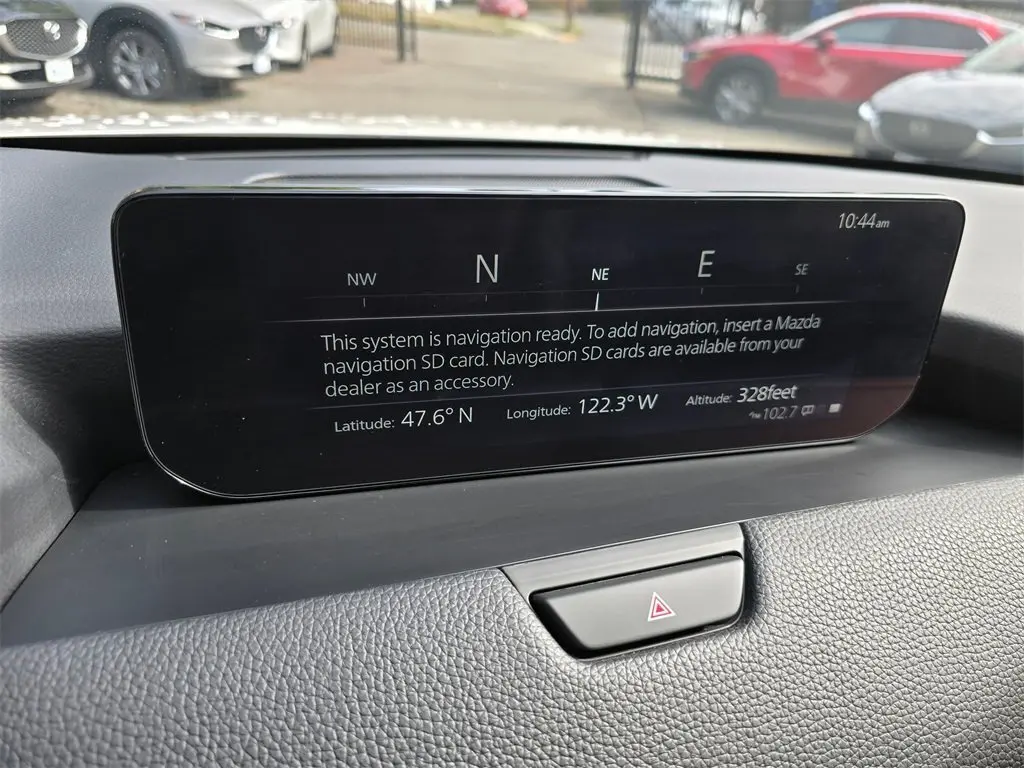 10:44am
NW N NE E SE
This system is navigation ready. To add navigation, insert a Mazda
navigation SD card. Navigation SD cards are available from your
dealer as an accessory.
Latitude: 47.6° N Longitude: 122.3° W Altitude: 328feet
102.7